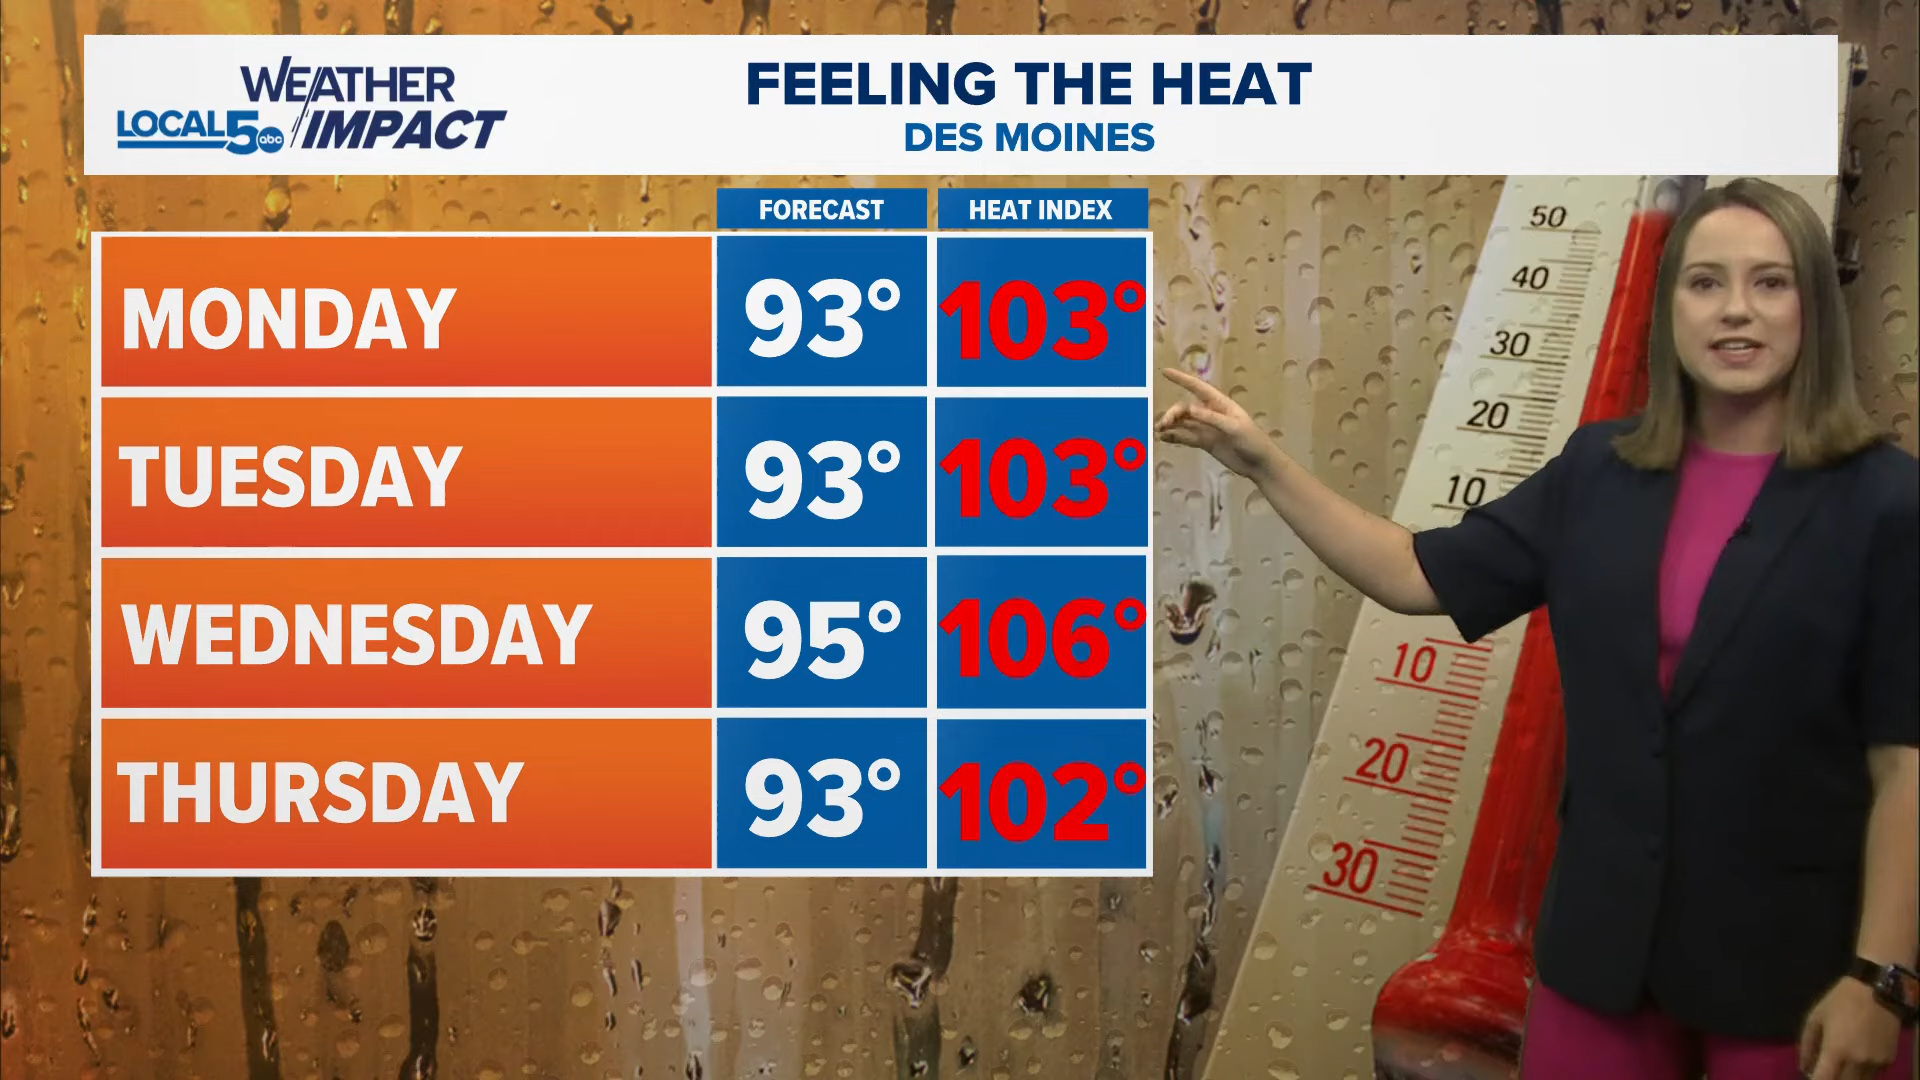 WEATHER
LOCAL 5 abc IMPACT
FEELING THE HEAT
DES MOINES
FORECAST HEAT INDEX
MONDAY 93° 103°
TUESDAY 93° 103°
WEDNESDAY 95° 106°
THURSDAY 93° 102°
50
40
30
20
10
10
20
30